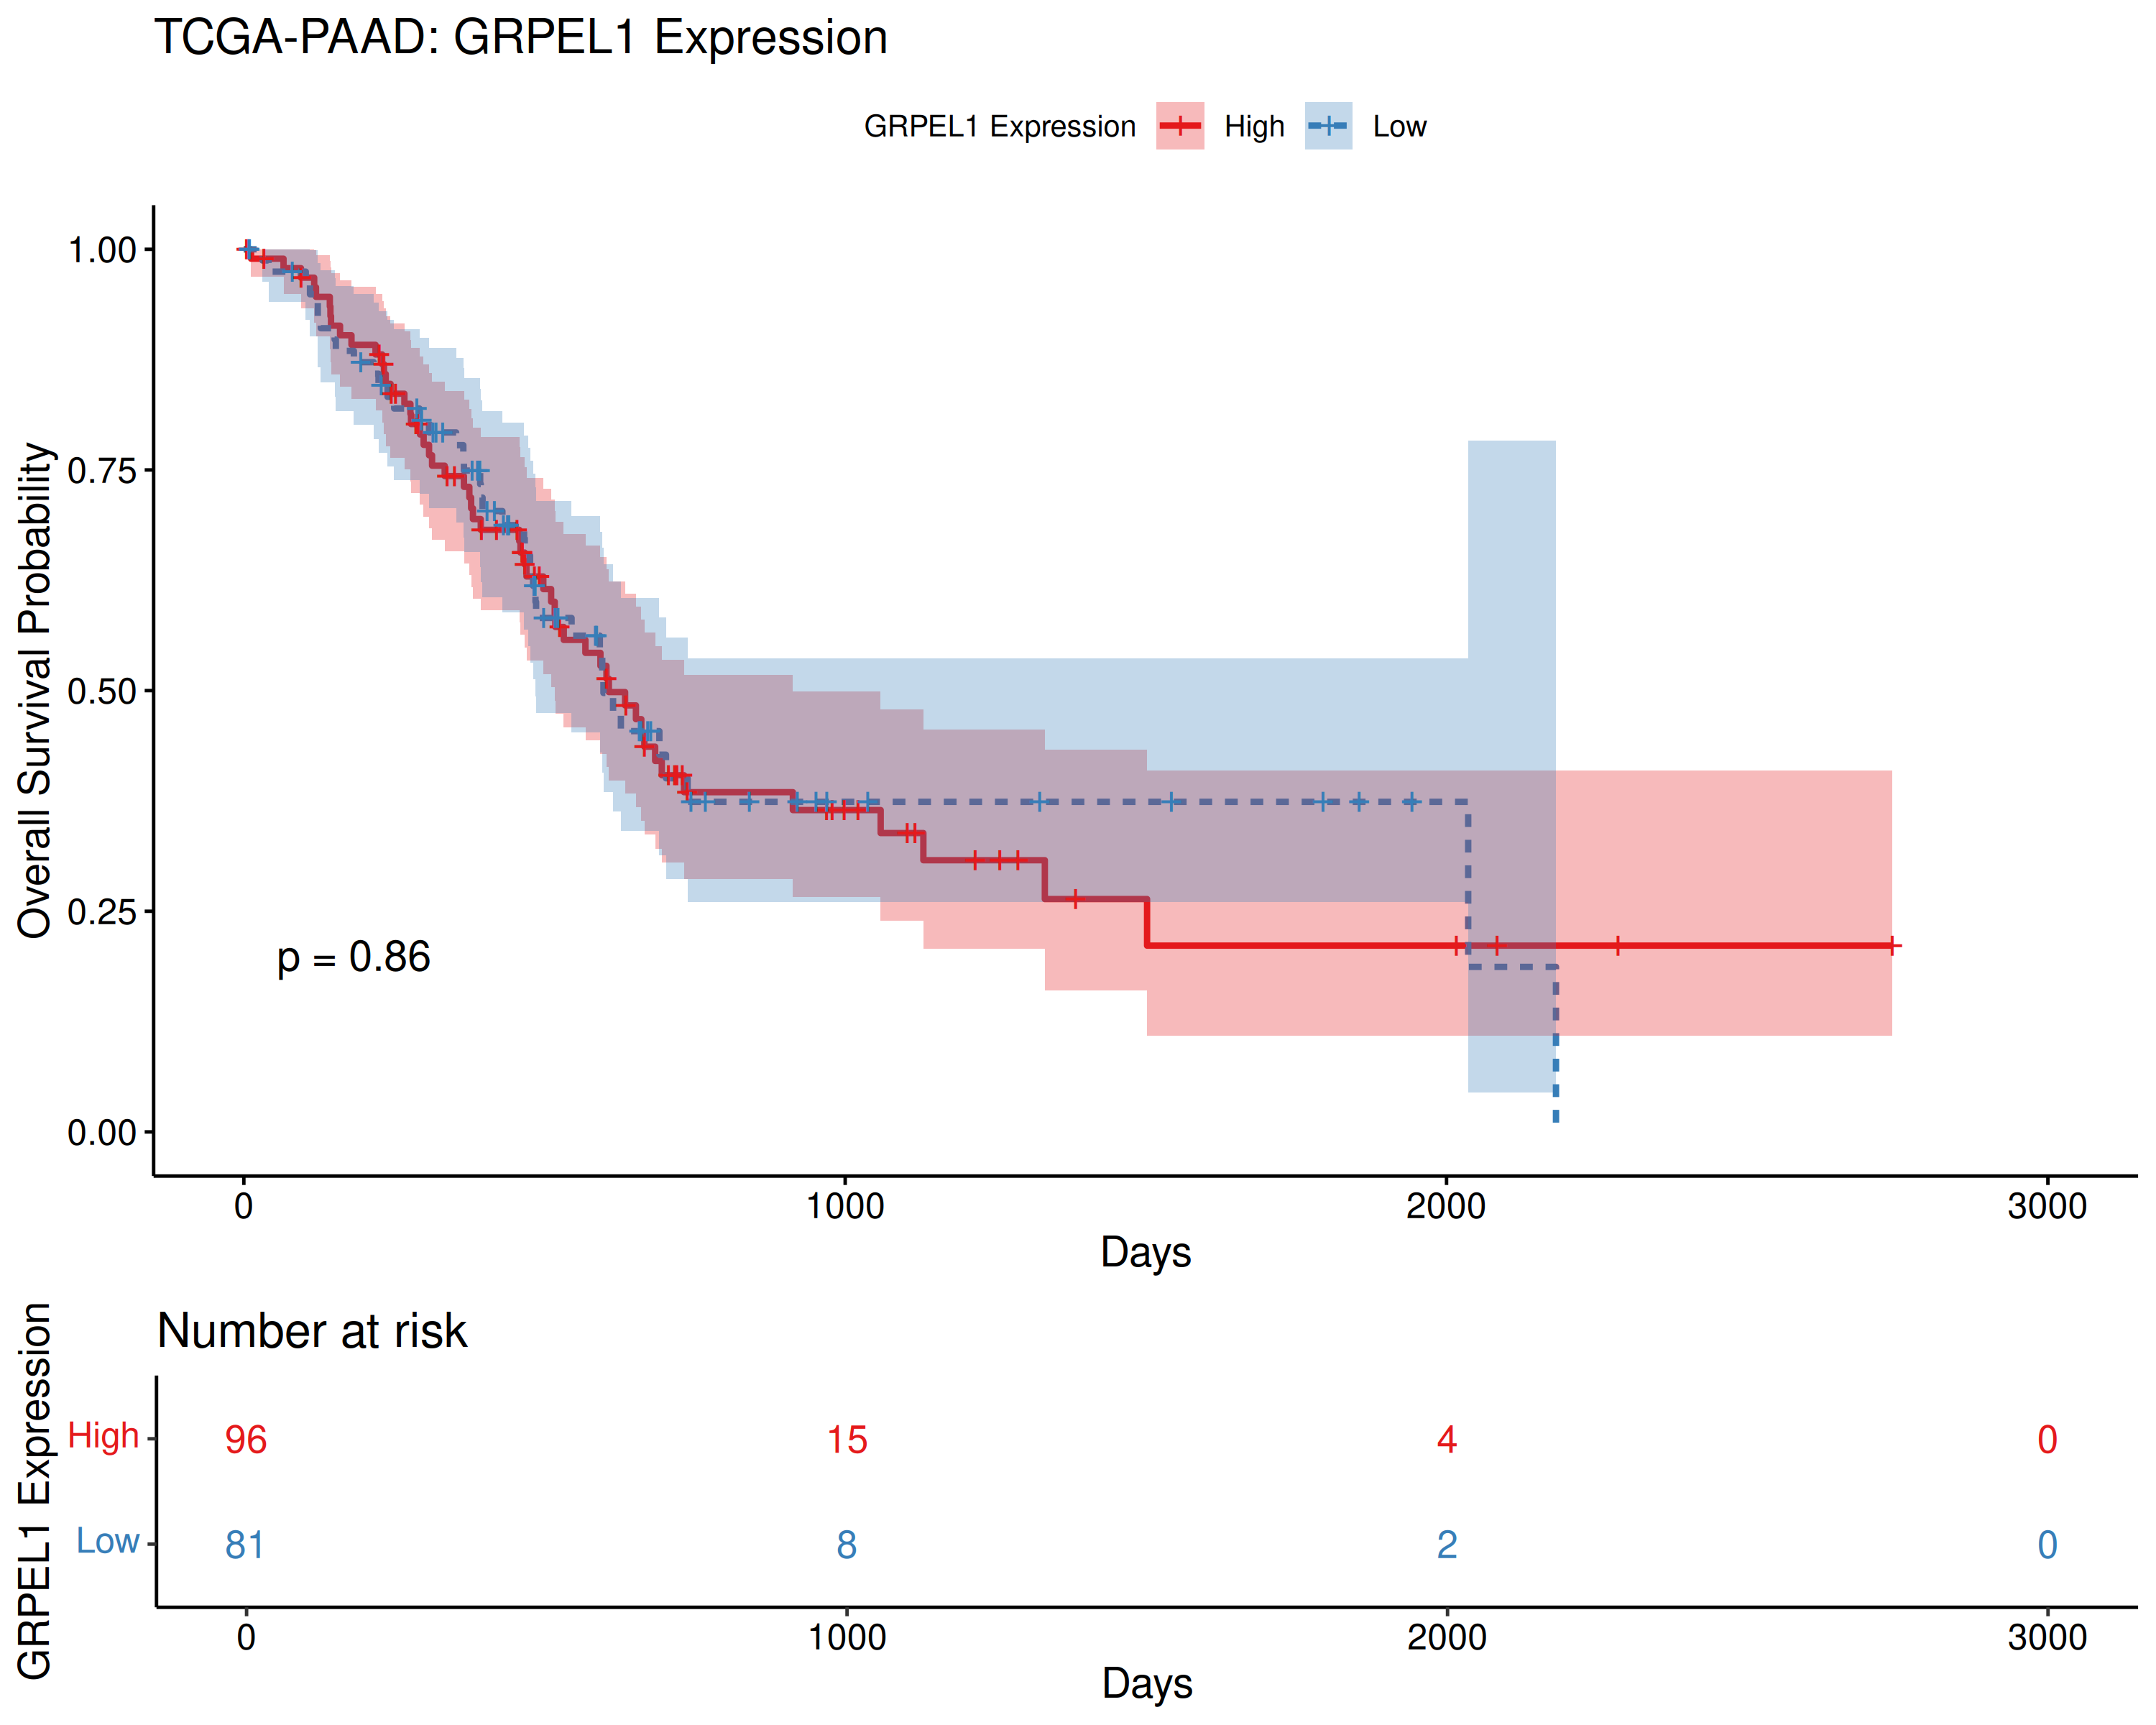 TCGA-PAAD: GRPEL1 Expression
GRPEL1 Expression High Low
Overall Survival Probability
1.00
0.75
0.50
0.25
0.00
p = 0.86
0 1000 2000 3000
Days
Number at risk
GRPEL1 Expression
High 96 15 4 0
Low 81 8 2 0
0 1000 2000 3000
Days